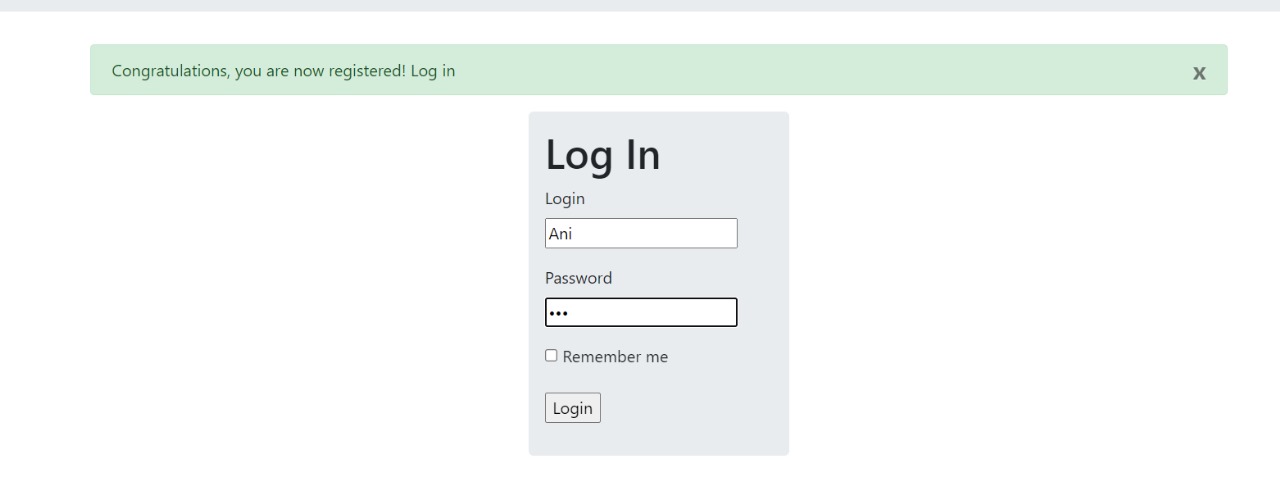 Congratulations, you are now registered! Log in
x
Log In
Login
Ani
Password
•••
Remember me
Login